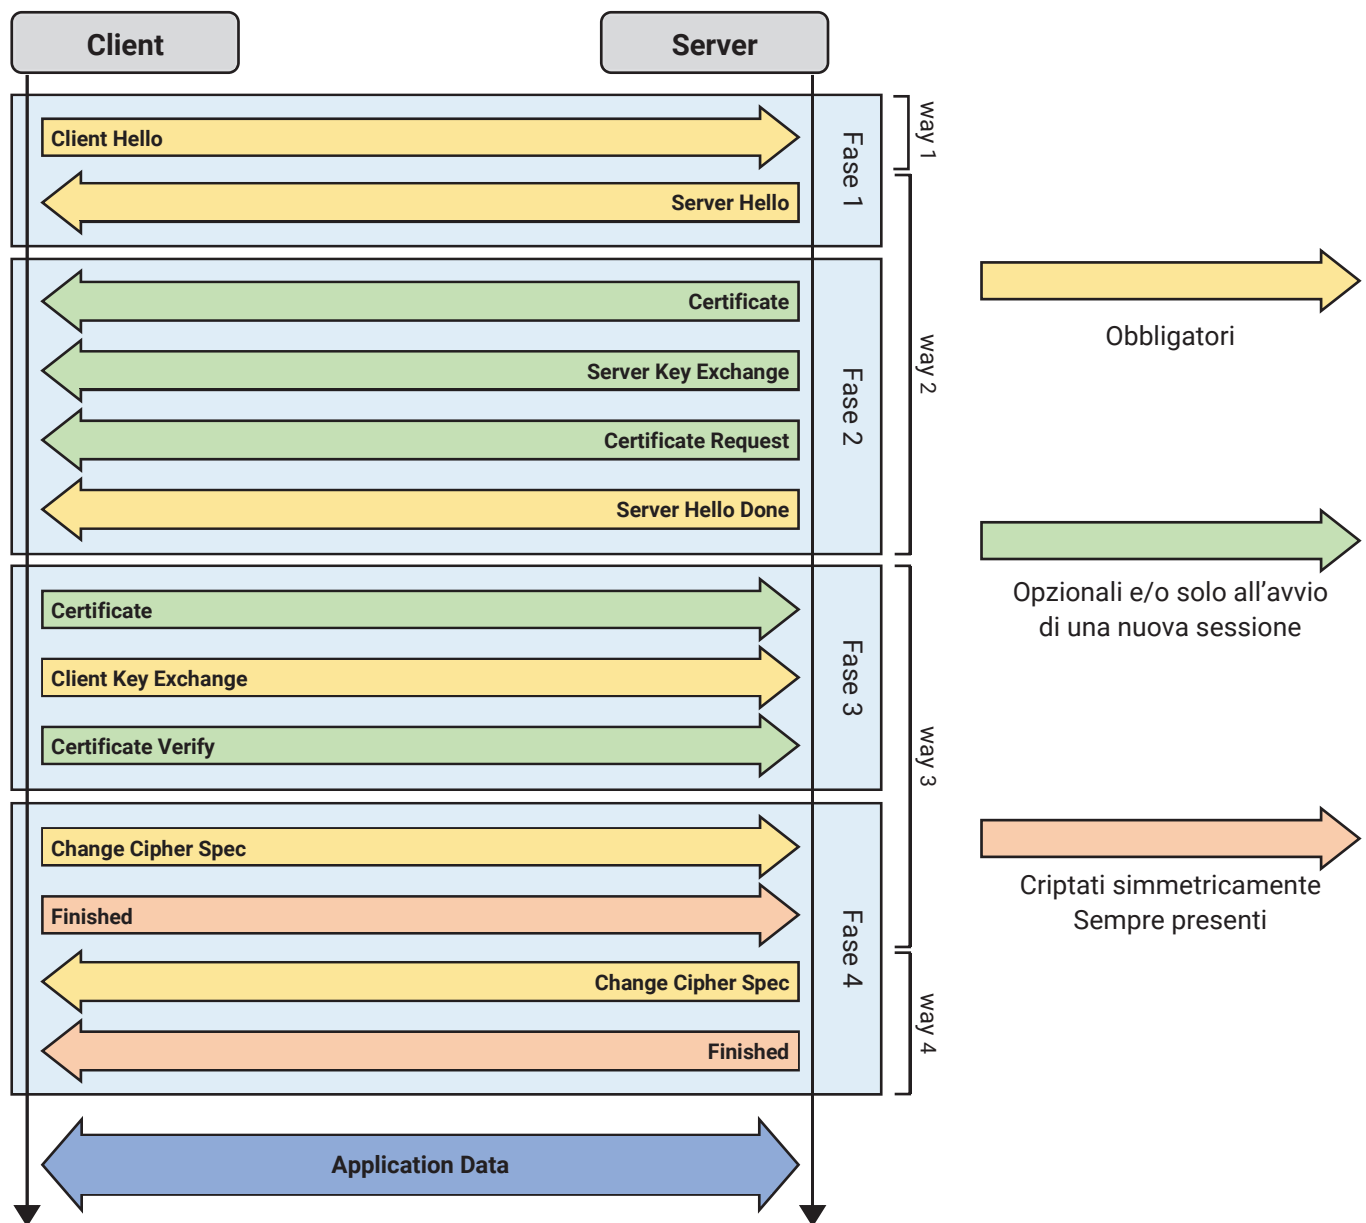 Client
Server
Client Hello
Server Hello
Fase 1
way 1
Certificate
Server Key Exchange
Certificate Request
Server Hello Done
Fase 2
way 2
Certificate
Client Key Exchange
Certificate Verify
Fase 3
way 3
Change Cipher Spec
Finished
Change Cipher Spec
Finished
Fase 4
way 4
Application Data
Obbligatori
Opzionali e/o solo all’avvio
di una nuova sessione
Criptati simmetricamente
Sempre presenti